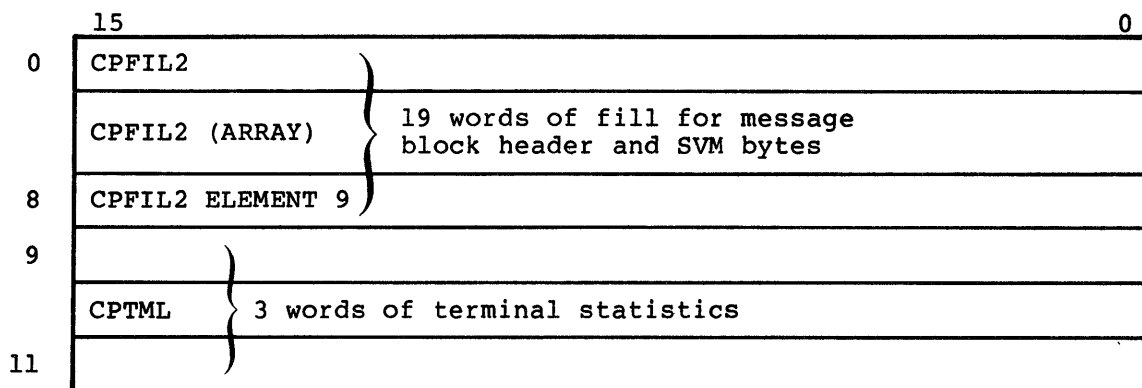 15 0
0 CPFIL2
CPFIL2 (ARRAY) 19 words of fill for message
block header and SVM bytes
8 CPFIL2 ELEMENT 9
9
CPTML 3 words of terminal statistics
11